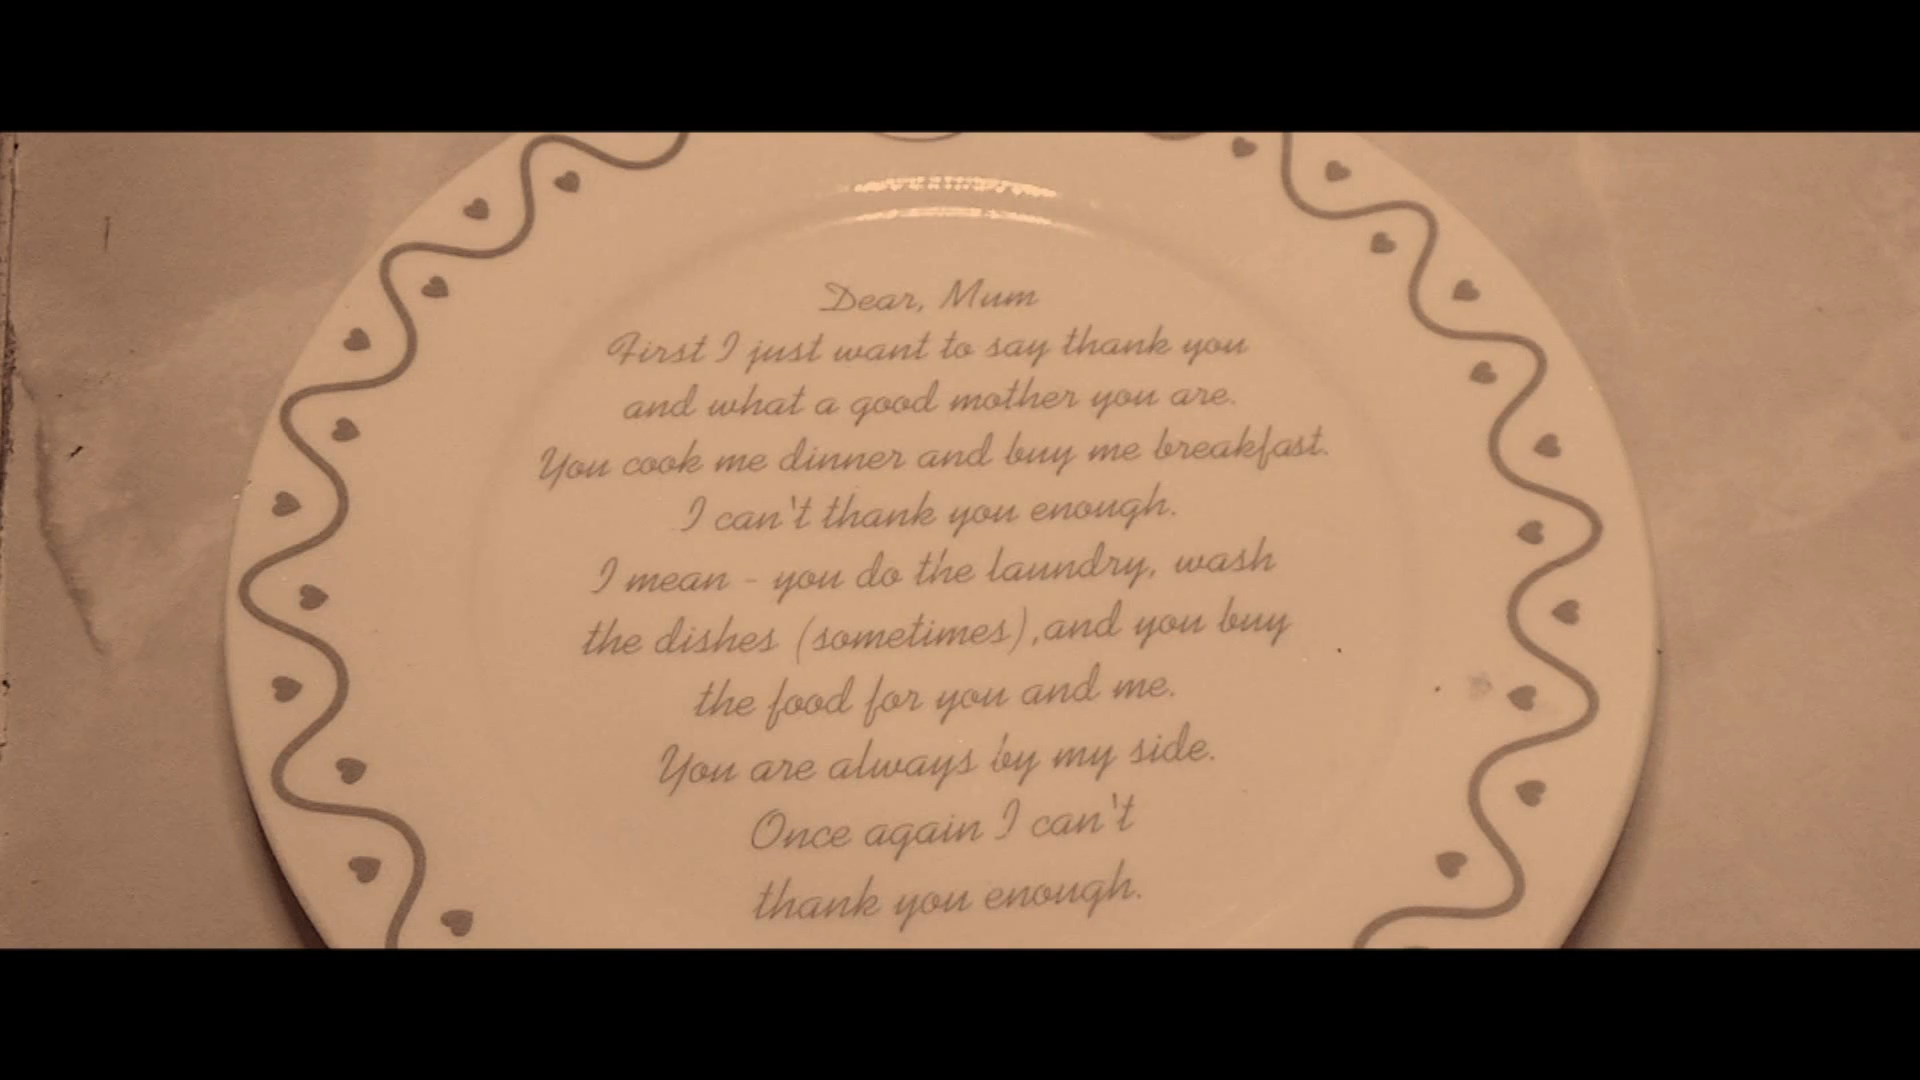 Dear, Mum
First I just want to say thank you
and what a good mother you are.
You cook me dinner and buy me breakfast.
I can't thank you enough.
I mean - you do the laundry, wash
the dishes (sometimes), and you buy
the food for you and me.
You are always by my side.
Once again I can't
thank you enough.